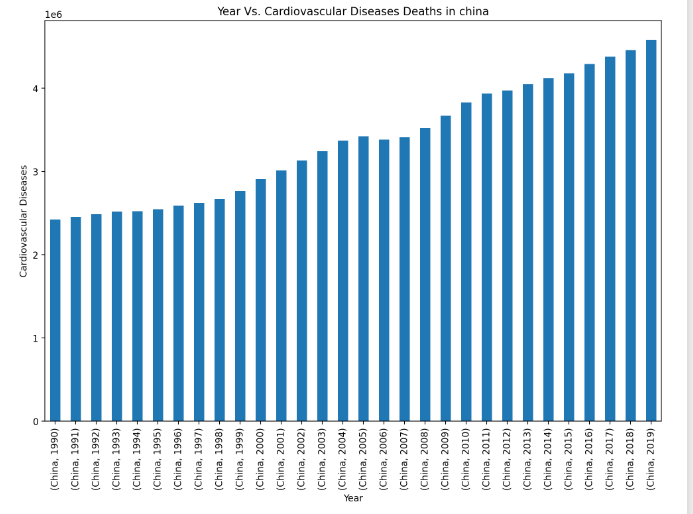 Year Vs. Cardiovascular Diseases Deaths in china
1e6
4
3
2
1
0
Cardiovascular Diseases
(China, 1990)
(China, 1991)
(China, 1992)
(China, 1993)
(China, 1994)
(China, 1995)
(China, 1996)
(China, 1997)
(China, 1998)
(China, 1999)
(China, 2000)
(China, 2001)
(China, 2002)
(China, 2003)
(China, 2004)
(China, 2005)
(China, 2006)
(China, 2007)
(China, 2008)
(China, 2009)
(China, 2010)
(China, 2011)
(China, 2012)
(China, 2013)
(China, 2014)
(China, 2015)
(China, 2016)
(China, 2017)
(China, 2018)
(China, 2019)
Year